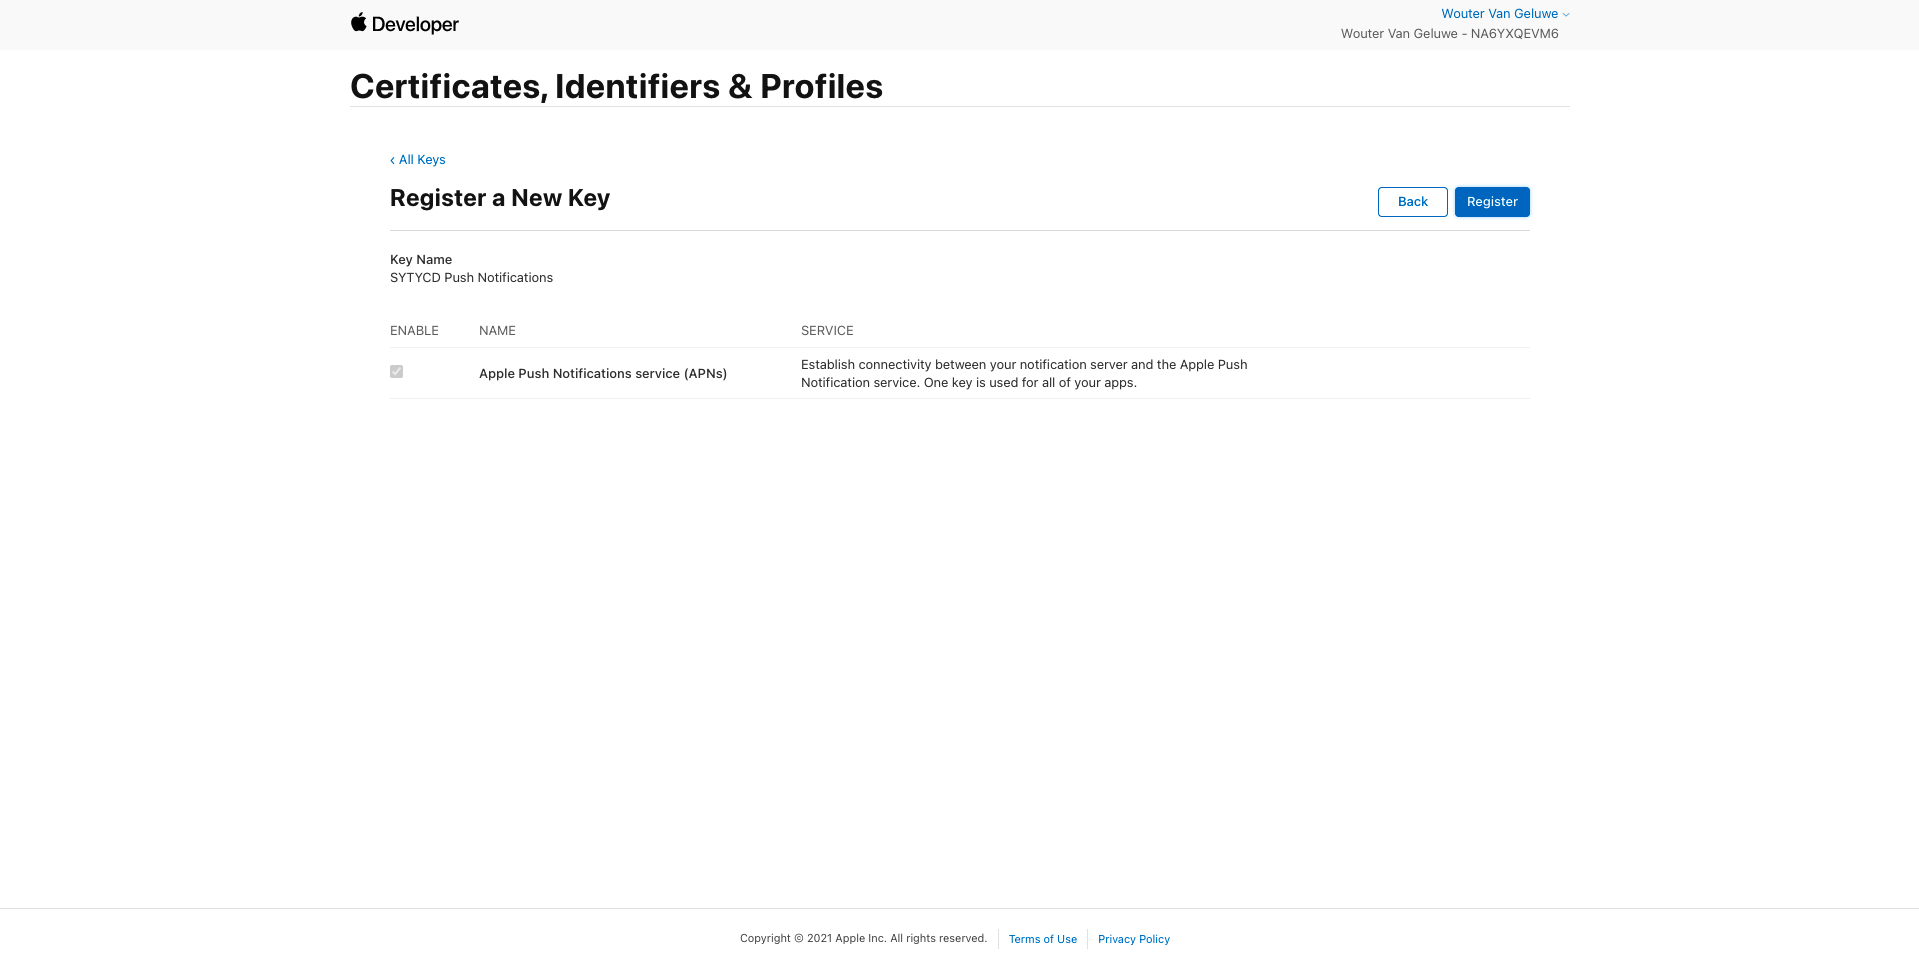 Developer
Wouter Van Geluwe
Wouter Van Geluwe - NA6YXQEVM6
Certificates, Identifiers & Profiles
‹ All Keys
Register a New Key
Back
Register
Key Name
SYTYCD Push Notifications
ENABLE NAME SERVICE
Apple Push Notifications service (APNs)
Establish connectivity between your notification server and the Apple Push
Notification service. One key is used for all of your apps.
Copyright © 2021 Apple Inc. All rights reserved. Terms of Use Privacy Policy